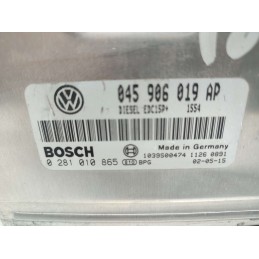 045 906 019 AP
DIESEL EDC15P+ 1554
Made in Germany
BOSCH
1039S00474 1126 0891
0 281 010 865 BPG 02-05-15